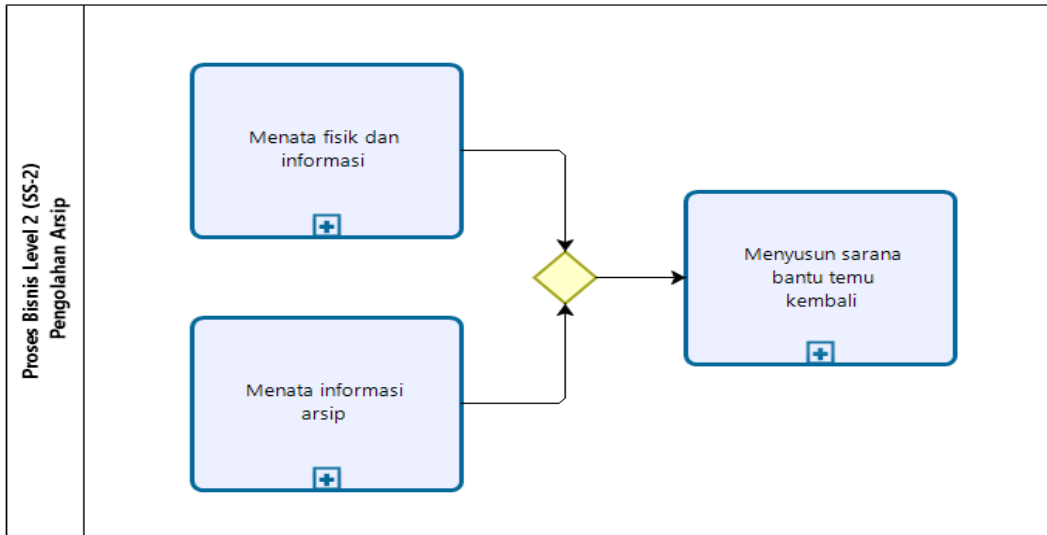 Proses Bisnis Level 2 (SS-2)
Pengolahan Arsip
Menata fisik dan
informasi
Menata informasi
arsip
Menyusun sarana
bantu temu
kembali